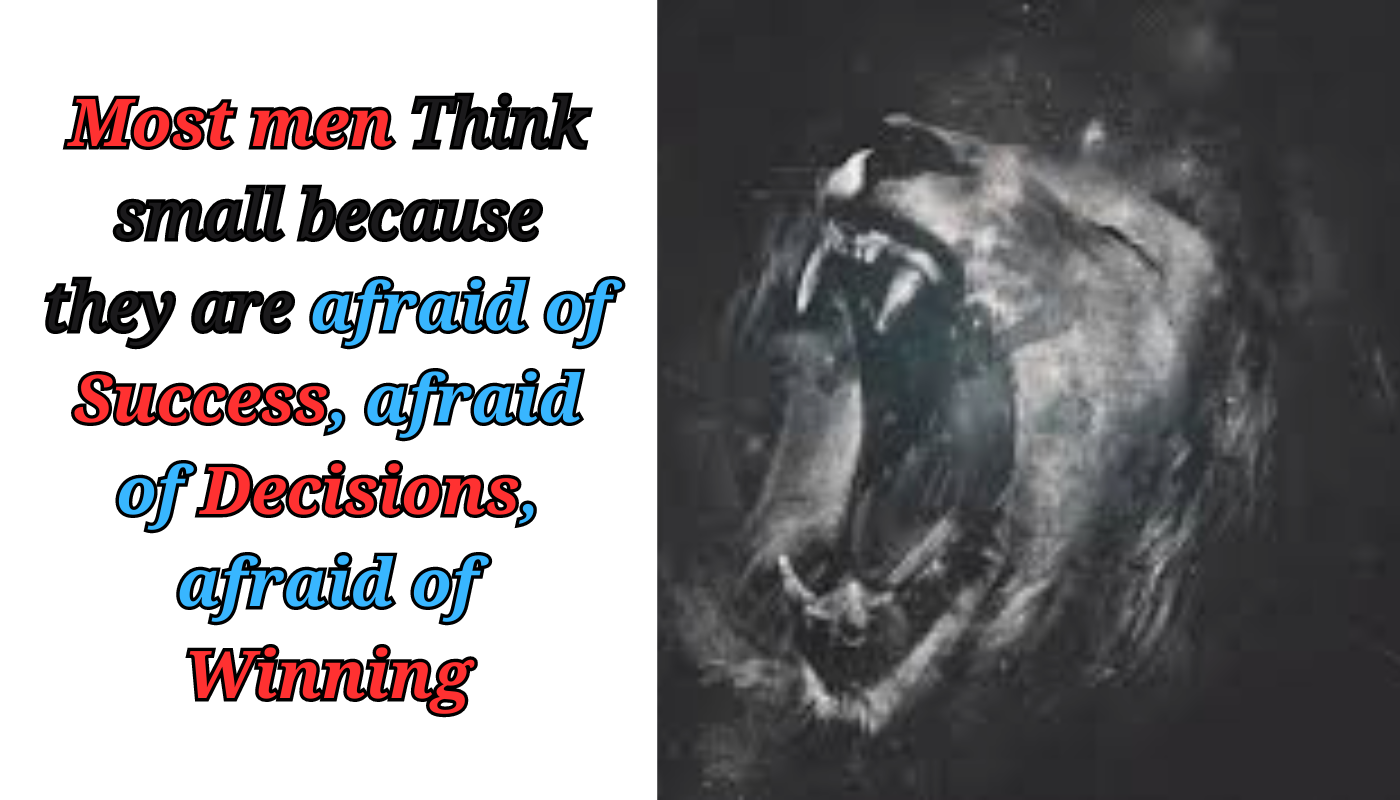 Most men Think
small because
they are afraid of
Success, afraid
of Decisions,
afraid of
Winning